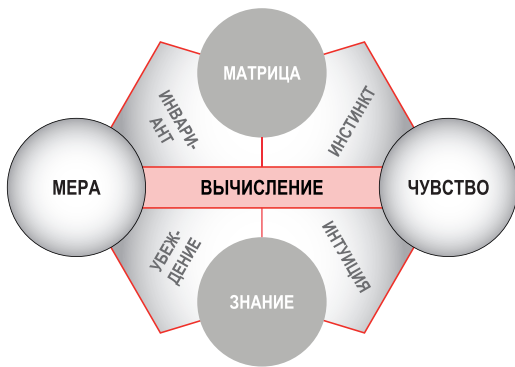 МАТРИЦА
ИНВАРИ-
АНТ
ИНСТИНКТ
МЕРА
ВЫЧИСЛЕНИЕ
ЧУВСТВО
УБЕЖ-
ДЕНИЕ
ИНТУИЦИЯ
ЗНАНИЕ